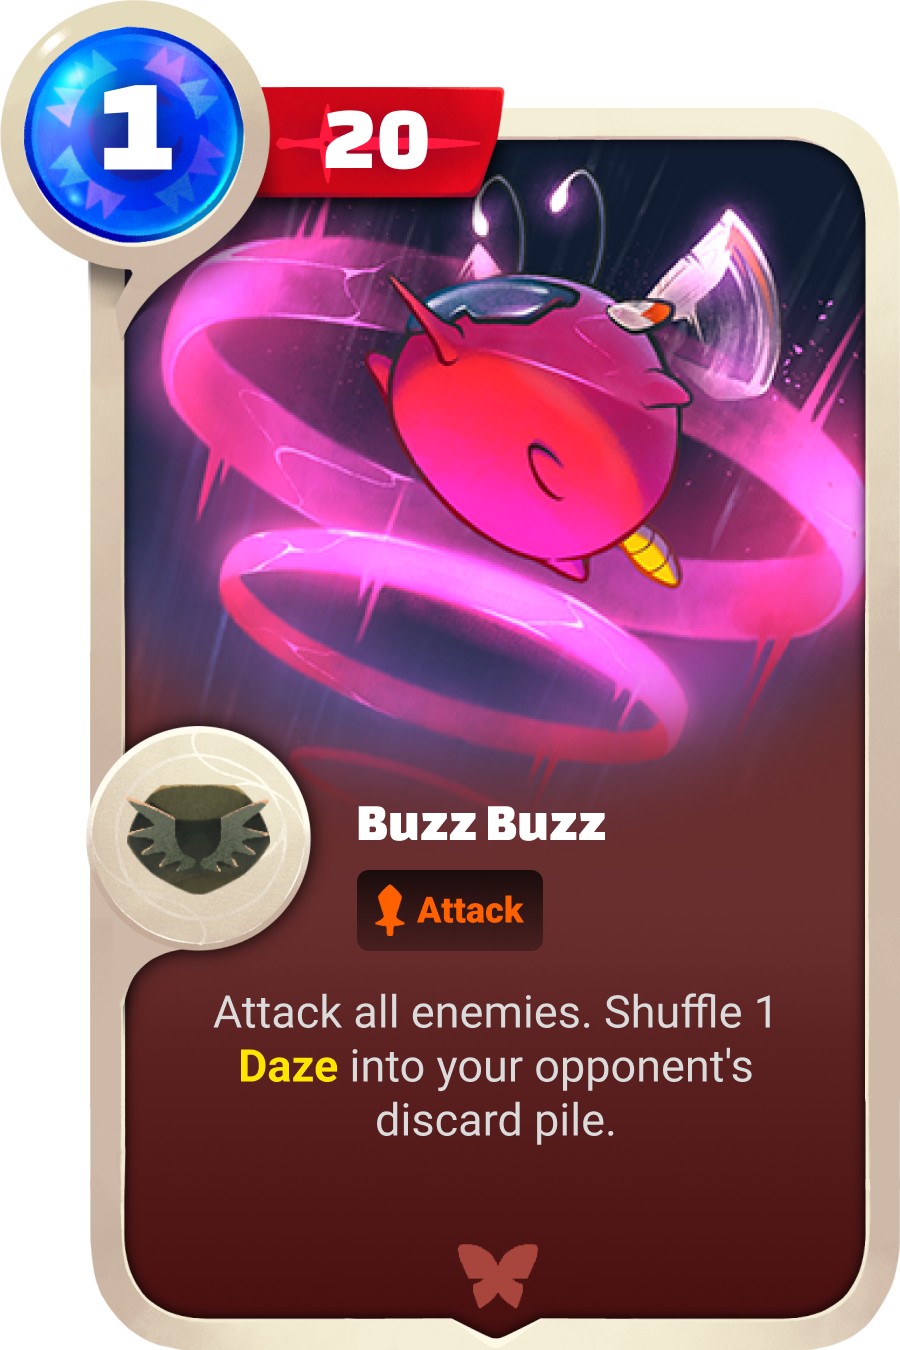 1
20
Buzz Buzz
Attack
Attack all enemies. Shuffle 1
Daze into your opponent's
discard pile.